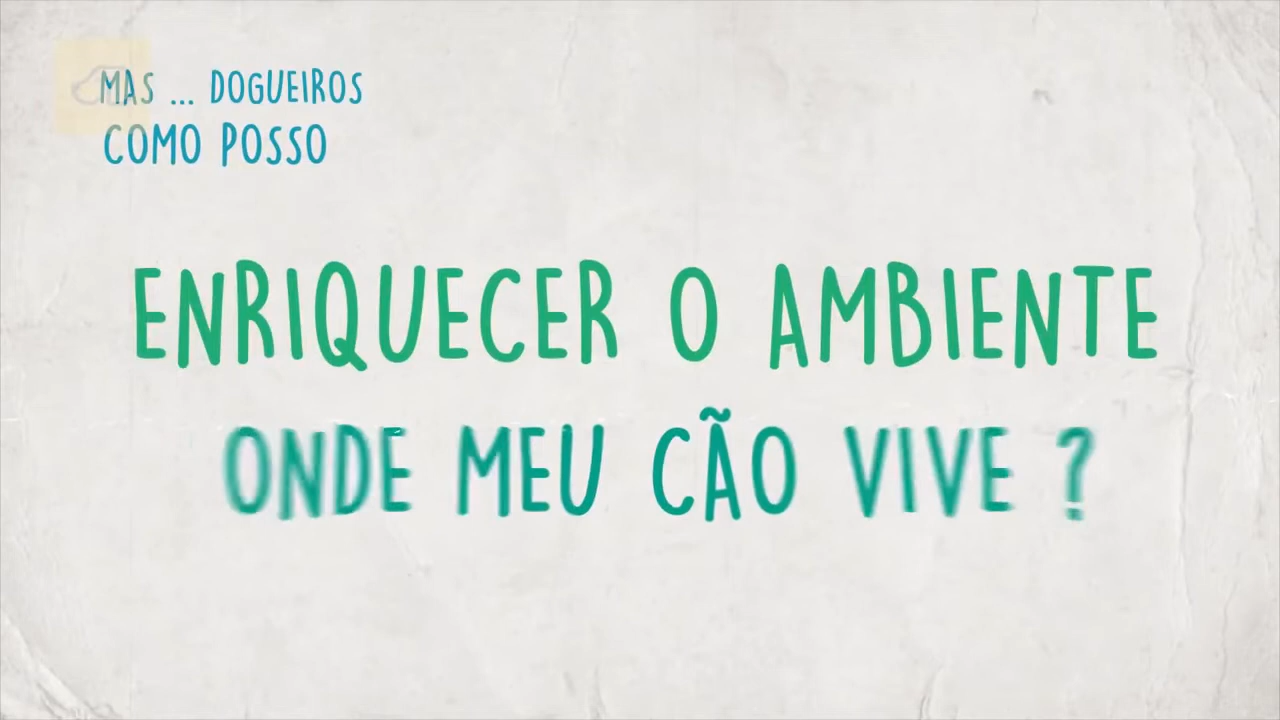 MAS ... DOGUEIROS
COMO POSSO
ENRIQUECER O AMBIENTE
ONDE MEU CÃO VIVE ?